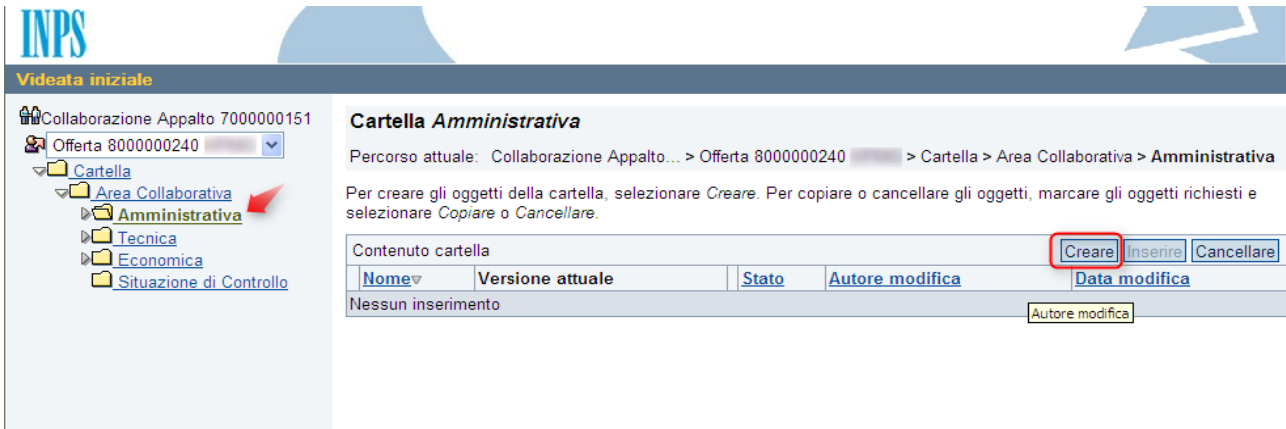 INPS
Videata iniziale
Collaborazione Appalto 7000000151
Offerta 8000000240
Cartella
Area Collaborativa
Amministrativa
Tecnica
Economica
Situazione di Controllo
Cartella Amministrativa
Percorso attuale: Collaborazione Appalto... > Offerta 8000000240 > Cartella > Area Collaborativa > Amministrativa
Per creare gli oggetti della cartella, selezionare Creare. Per copiare o cancellare gli oggetti, marcare gli oggetti richiesti e
selezionare Copiare o Cancellare.
Contenuto cartella Creare Inserire Cancellare
Nome Versione attuale Stato Autore modifica Data modifica
Nessun inserimento
Autore modifica